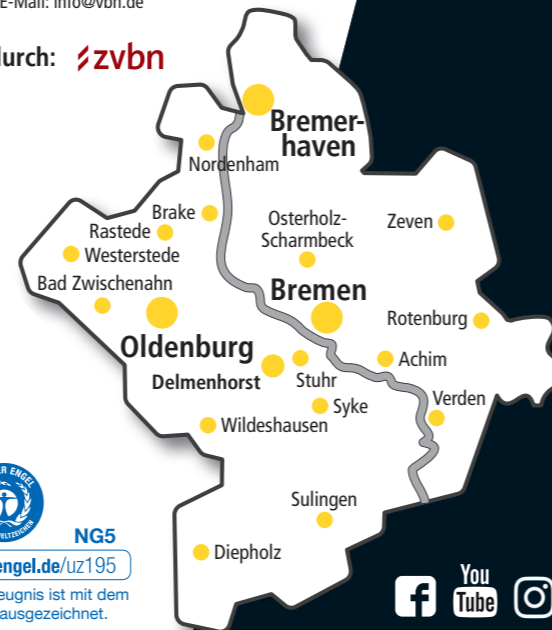 E-Mail: info@vbn.de
durch: zvbn
Bremer-
haven
Nordenham
Brake
Rastede
Westerstede
Bad Zwischenahn
Osterholz-
Scharmbeck
Zeven
Bremen
Rotenburg
Oldenburg
Delmenhorst
Stuhr
Achim
Syke
Verden
Wildeshausen
Sulingen
Diepholz
ENGEL
NG5
engel.de/uz195
ist mit dem
ausgezeichnet.
You
Tube